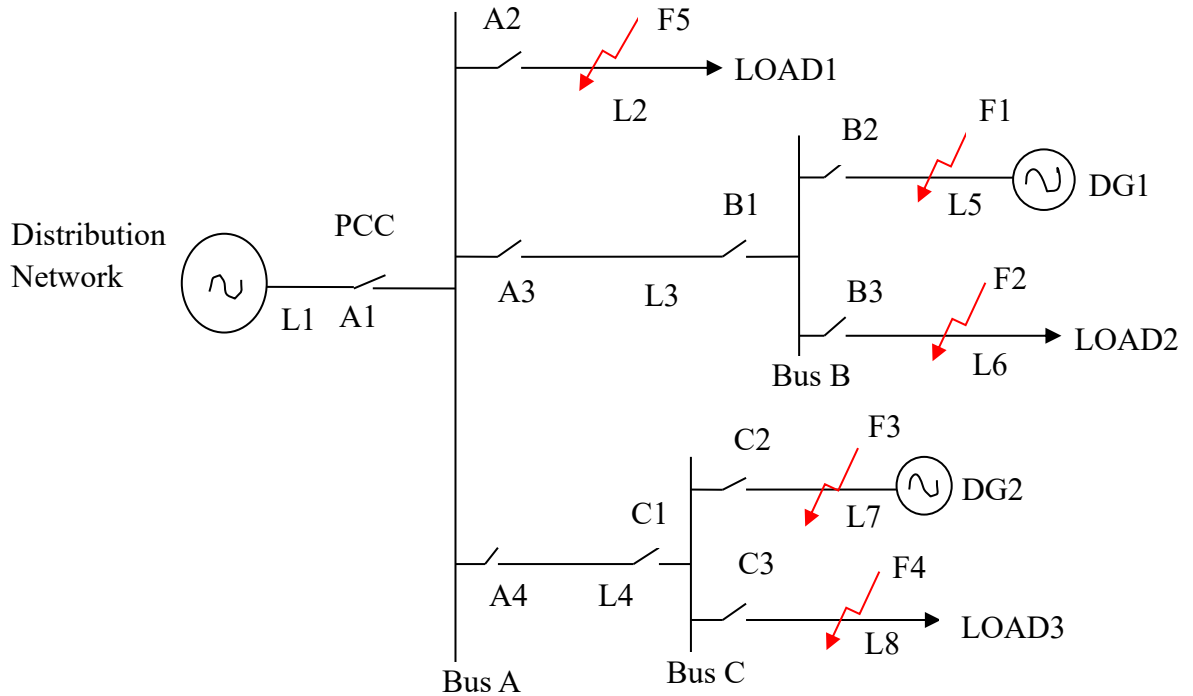 A2
F5
LOAD1
L2
F1
B2
DG1
L5
B1
PCC
Distribution
Network
L1
A1
A3
L3
F2
B3
LOAD2
L6
Bus B
C2
F3
DG2
L7
C1
C3
F4
A4
L4
LOAD3
L8
Bus C
Bus A